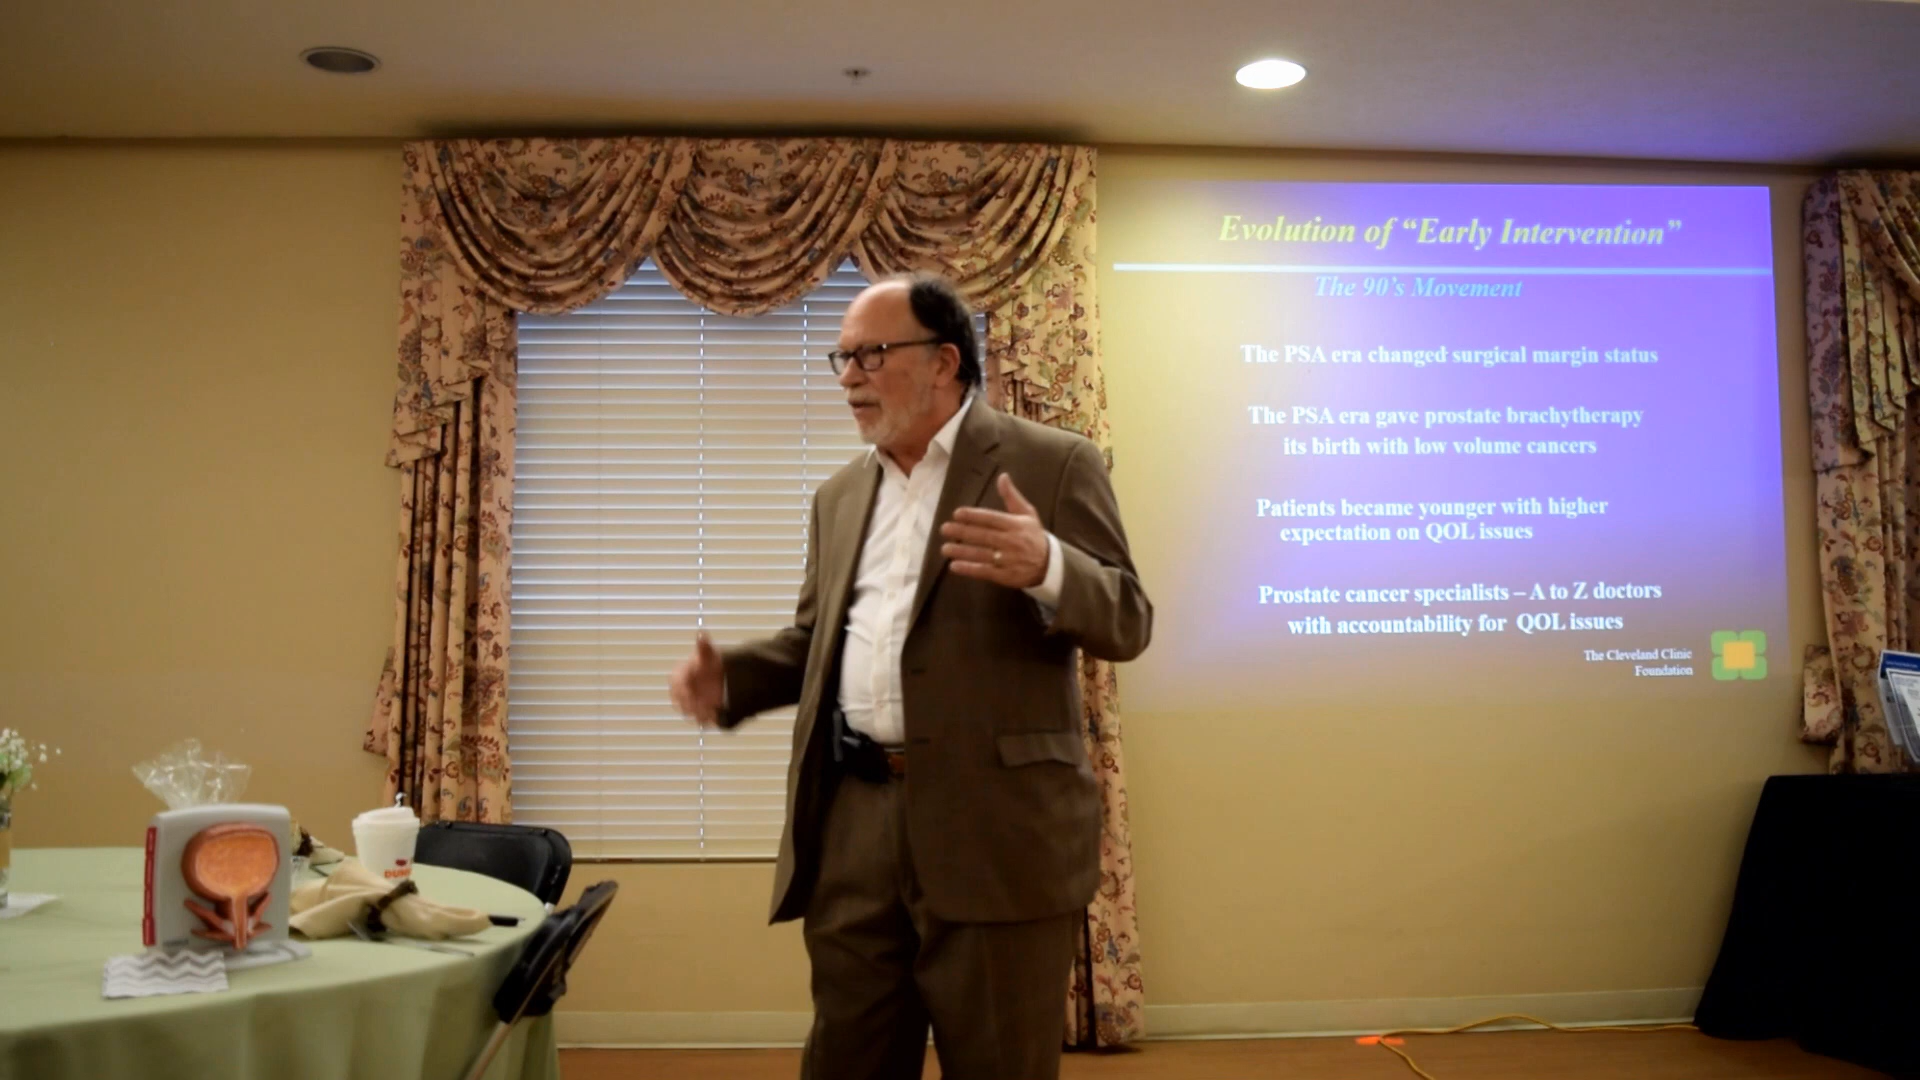 Evolution of “Early Intervention”
The 90’s Movement
The PSA era changed surgical margin status
The PSA era gave prostate brachytherapy
its birth with low volume cancers
Patients became younger with higher
expectation on QOL issues
Prostate cancer specialists – A to Z doctors
with accountability for QOL issues
The Cleveland Clinic
Foundation